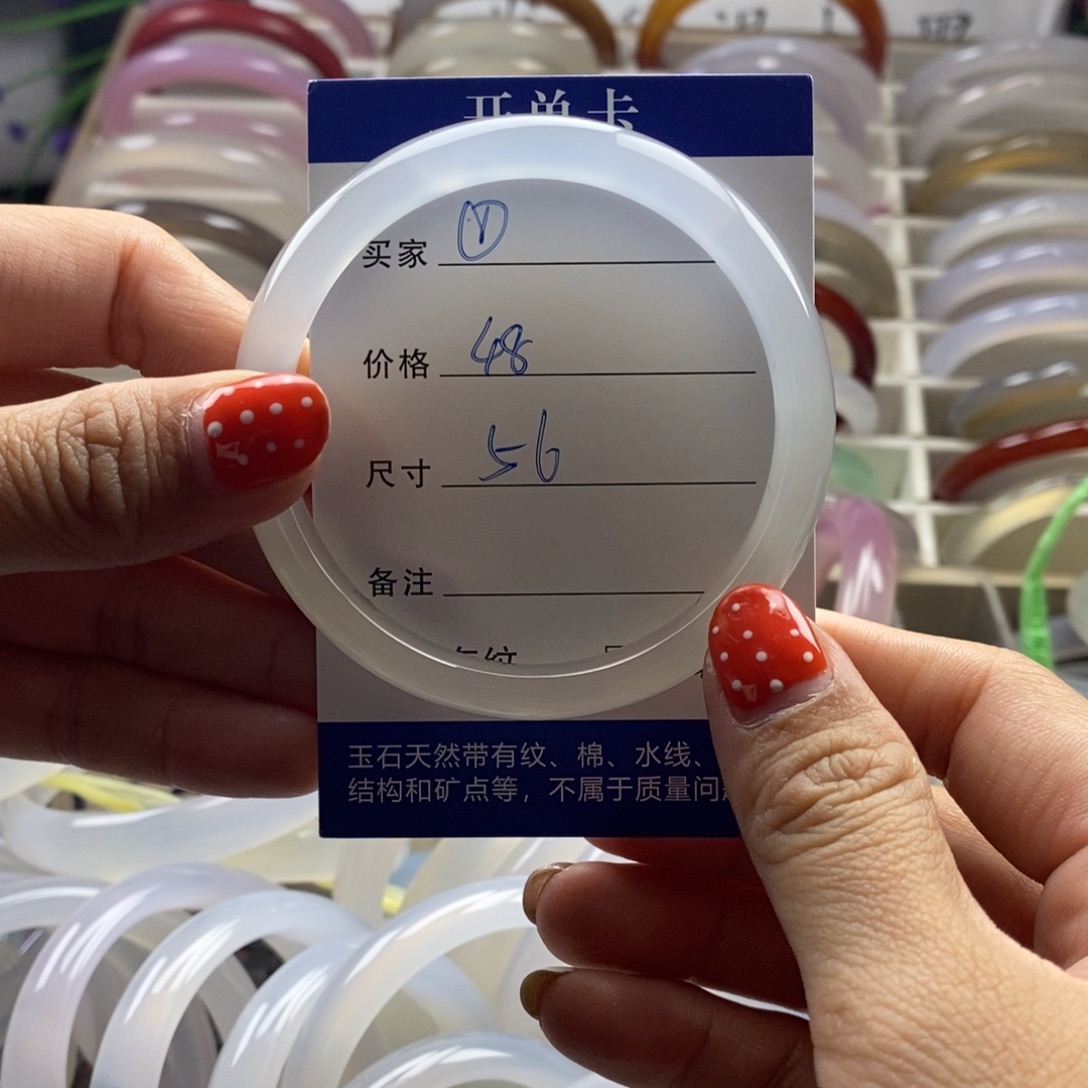 开单卡
买家 Ⓨ
价格 48
尺寸 56
备注
玉石天然带有纹、棉、水线、
结构和矿点等，不属于质量问